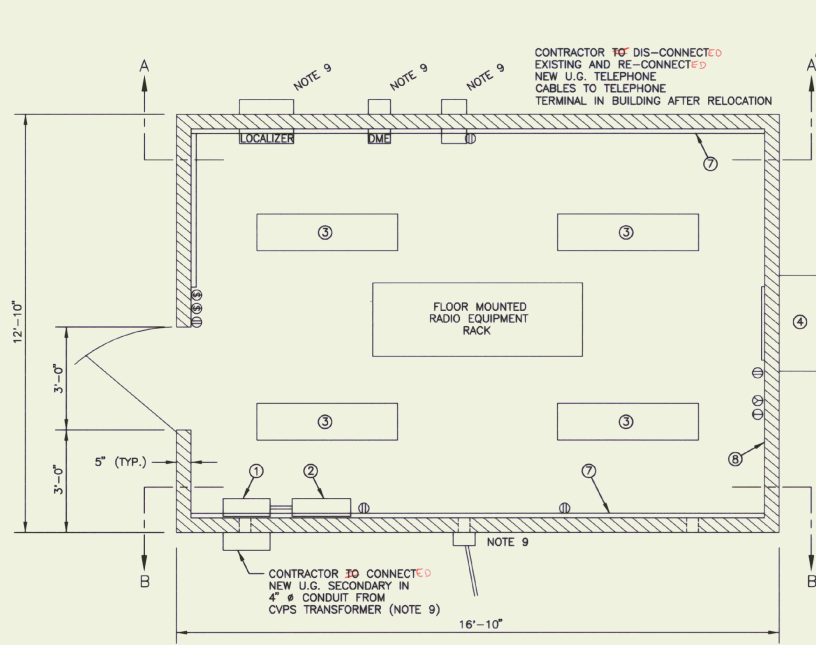 CONTRACTOR TO DIS-CONNECTED
EXISTING AND RE-CONNECTED
NEW U.G. TELEPHONE
CABLES TO TELEPHONE
TERMINAL IN BUILDING AFTER RELOCATION
A
NOTE 9
NOTE 9
NOTE 9
A
LOCALIZER
DME
7
3
3
12'-10"
S
S
FLOOR MOUNTED
RADIO EQUIPMENT
RACK
4
3'-0"
3
3
5" (TYP.)
3'-0"
1
2
7
8
NOTE 9
B
B
CONTRACTOR TO CONNECTED
NEW U.G. SECONDARY IN
4" ø CONDUIT FROM
CVPS TRANSFORMER (NOTE 9)
16'-10"